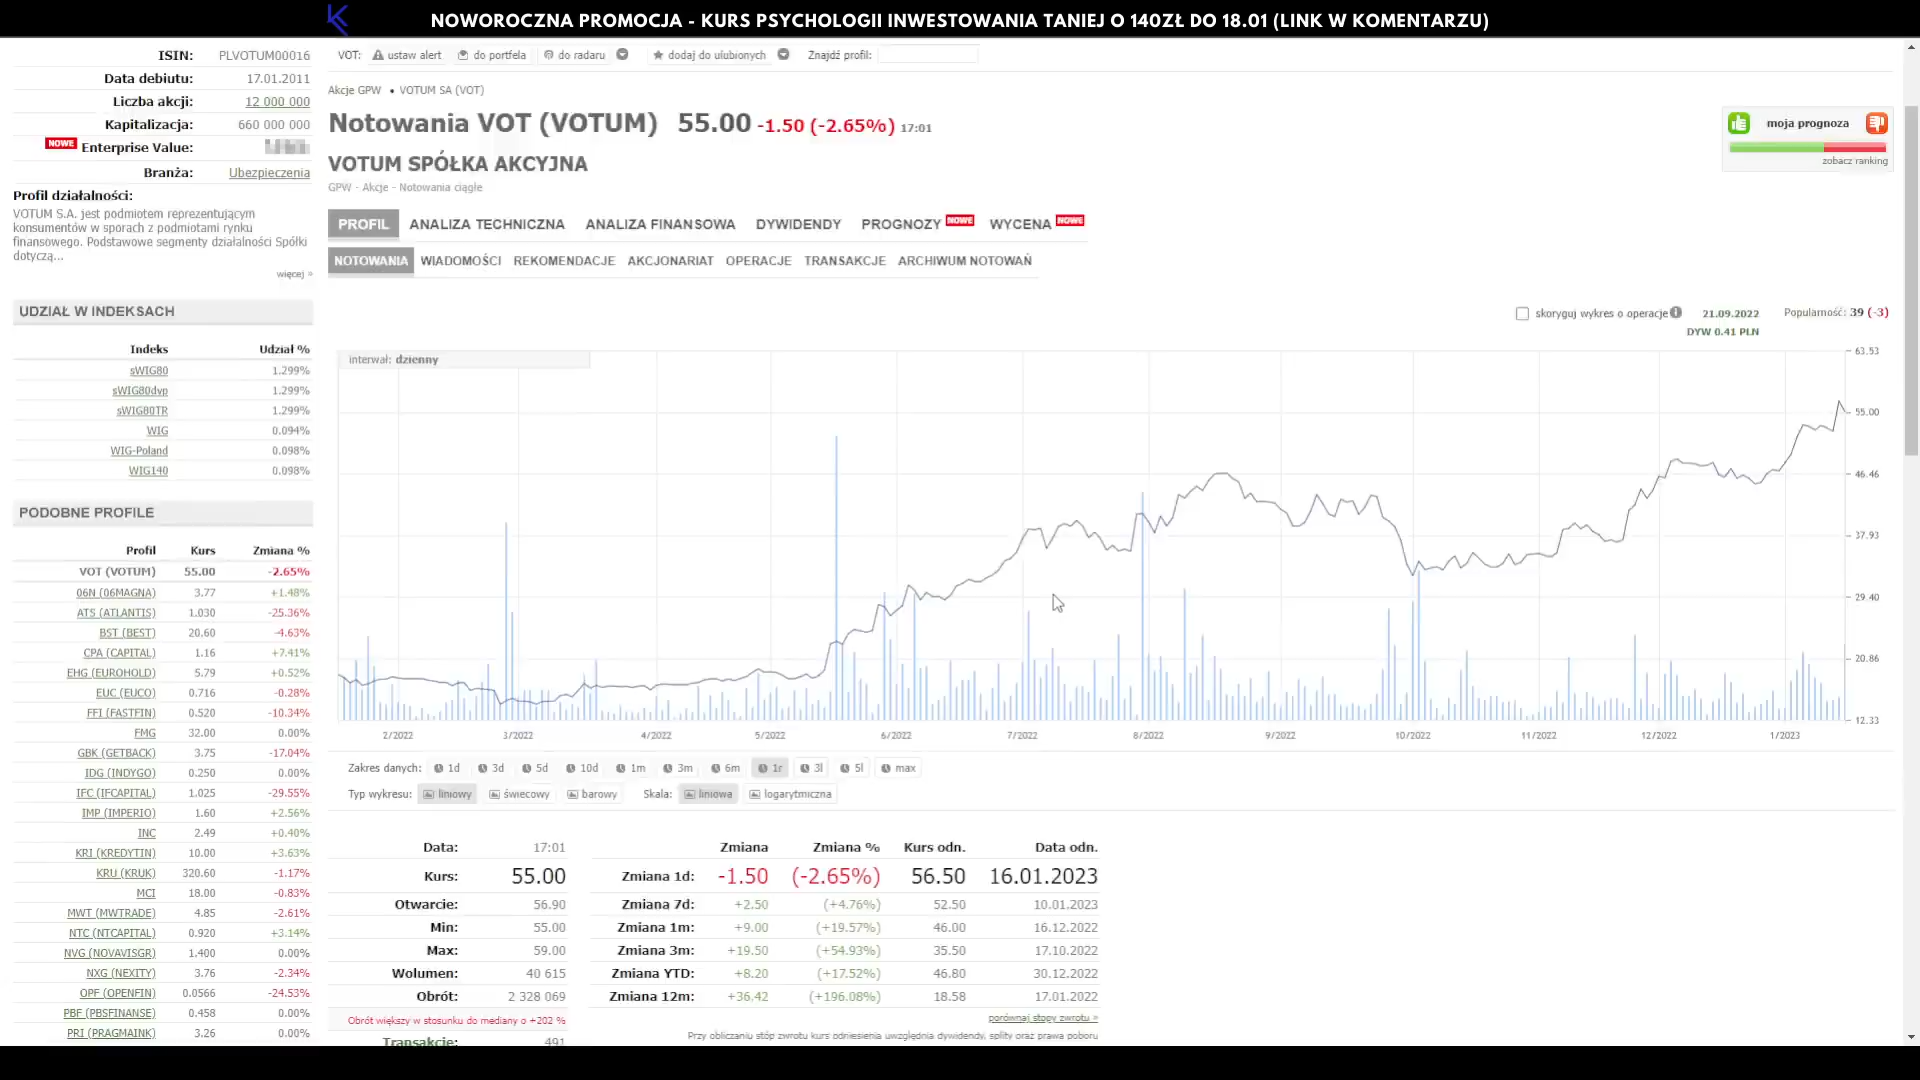 NOWOROCZNA PROMOCJA - KURS PSYCHOLOGII INWESTOWANIA TANIEJ O 140ZŁ DO 18.01 (LINK W KOMENTARZU)
ISIN: PLVOTUM00016
Data debiutu: 17.01.2011
Liczba akcji: 12 000 000
Kapitalizacja: 660 000 000
NOWE Enterprise Value:
Branża: Ubezpieczenia
Profil działalności:
VOTUM S.A. jest podmiotem reprezentującym
konsumentów w sporach z podmiotami rynku
finansowego. Podstawowe segmenty działalności Spółki
dotyczą...
więcej »
UDZIAŁ W INDEKSACH
Indeks Udział %
sWIG80 1.299%
sWIG80dvp 1.299%
sWIG80TR 1.299%
WIG 0.094%
WIG-Poland 0.098%
WIG140 0.098%
PODOBNE PROFILE
Profil Kurs Zmiana %
VOT (VOTUM) 55.00 -2.65%
06N (06MAGNA) 3.77 +1.48%
ATS (ATLANTIS) 1.030 -25.36%
BST (BEST) 20.60 -4.63%
CPA (CAPITAL) 1.16 +7.41%
EHG (EUROHOLD) 5.79 +0.52%
EUC (EUCO) 0.716 -0.28%
FFI (FASTFIN) 0.520 -10.34%
FMG 32.00 0.00%
GBK (GETBACK) 3.75 -17.04%
IDG (INDYGO) 0.250 0.00%
IFC (IFCAPITAL) 1.025 -29.55%
IMP (IMPERIO) 1.60 +2.56%
INC 2.49 +0.40%
KRI (KREDYTIN) 10.00 +3.63%
KRU (KRUK) 320.60 -1.17%
MCI 18.00 -0.83%
MWT (MWTRADE) 4.85 -2.61%
NTC (NTCAPITAL) 0.920 +3.14%
NVG (NOVAVISGR) 1.400 0.00%
NXG (NEXITY) 3.76 -2.34%
OPF (OPENFIN) 0.0566 -24.53%
PBF (PBSFINANSE) 0.458 0.00%
PRI (PRAGMAINK) 3.26 0.00%
VOT: ustaw alert do portfela do radaru dodaj do ulubionych Znajdź profil:
Akcje GPW • VOTUM SA (VOT)
Notowania VOT (VOTUM) 55.00 -1.50 (-2.65%) 17:01
VOTUM SPÓŁKA AKCYJNA
GPW - Akcje - Notowania ciągłe
moja prognoza
zobacz ranking
PROFIL ANALIZA TECHNICZNA ANALIZA FINANSOWA DYWIDENDY PROGNOZY NOWE WYCENA NOWE
NOTOWANIA WIADOMOŚCI REKOMENDACJE AKCJONARIAT OPERACJE TRANSAKCJE ARCHIWUM NOTOWAŃ
skoryguj wykres o operacje 21.09.2022 Popularność: 39 (-3)
DYW 0.41 PLN
interwał: dzienny
63.53
55.00
46.46
37.93
29.40
20.86
12.33
2/2022 3/2022 4/2022 5/2022 6/2022 7/2022 8/2022 9/2022 10/2022 11/2022 12/2022 1/2023
Zakres danych: 1d 3d 5d 10d 1m 3m 6m 1r 3l 5l max
Typ wykresu: liniowy świecowy barowy Skala: liniowa logarytmiczna
Data: 17:01
Kurs: 55.00
Otwarcie: 56.90
Min: 55.00
Max: 59.00
Wolumen: 40 615
Obrót: 2 328 069
Obrót większy w stosunku do mediany o +202 %
Transakcje: 491
Zmiana Zmiana % Kurs odn. Data odn.
Zmiana 1d: -1.50 (-2.65%) 56.50 16.01.2023
Zmiana 7d: +2.50 (+4.76%) 52.50 10.01.2023
Zmiana 1m: +9.00 (+19.57%) 46.00 16.12.2022
Zmiana 3m: +19.50 (+54.93%) 35.50 17.10.2022
Zmiana YTD: +8.20 (+17.52%) 46.80 30.12.2022
Zmiana 12m: +36.42 (+196.08%) 18.58 17.01.2022
porównaj stopy zwrotu »
Przy obliczaniu stóp zwrotu kurs odniesienia uwzględnia dywidendy, splity oraz prawa poboru